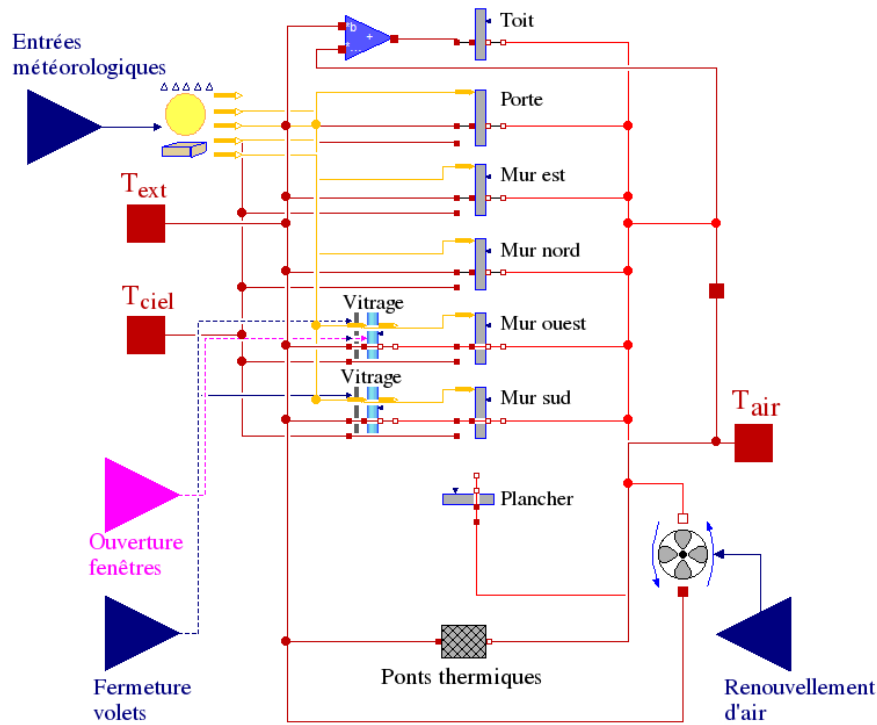 Toit
b
+
Entrées
météorologiques
Porte
Mur est
T_ext
Mur nord
T_ciel
Vitrage
Mur ouest
Vitrage
Mur sud
T_air
Plancher
Ouverture
fenêtres
Ponts thermiques
Fermeture
volets
Renouvellement
d'air